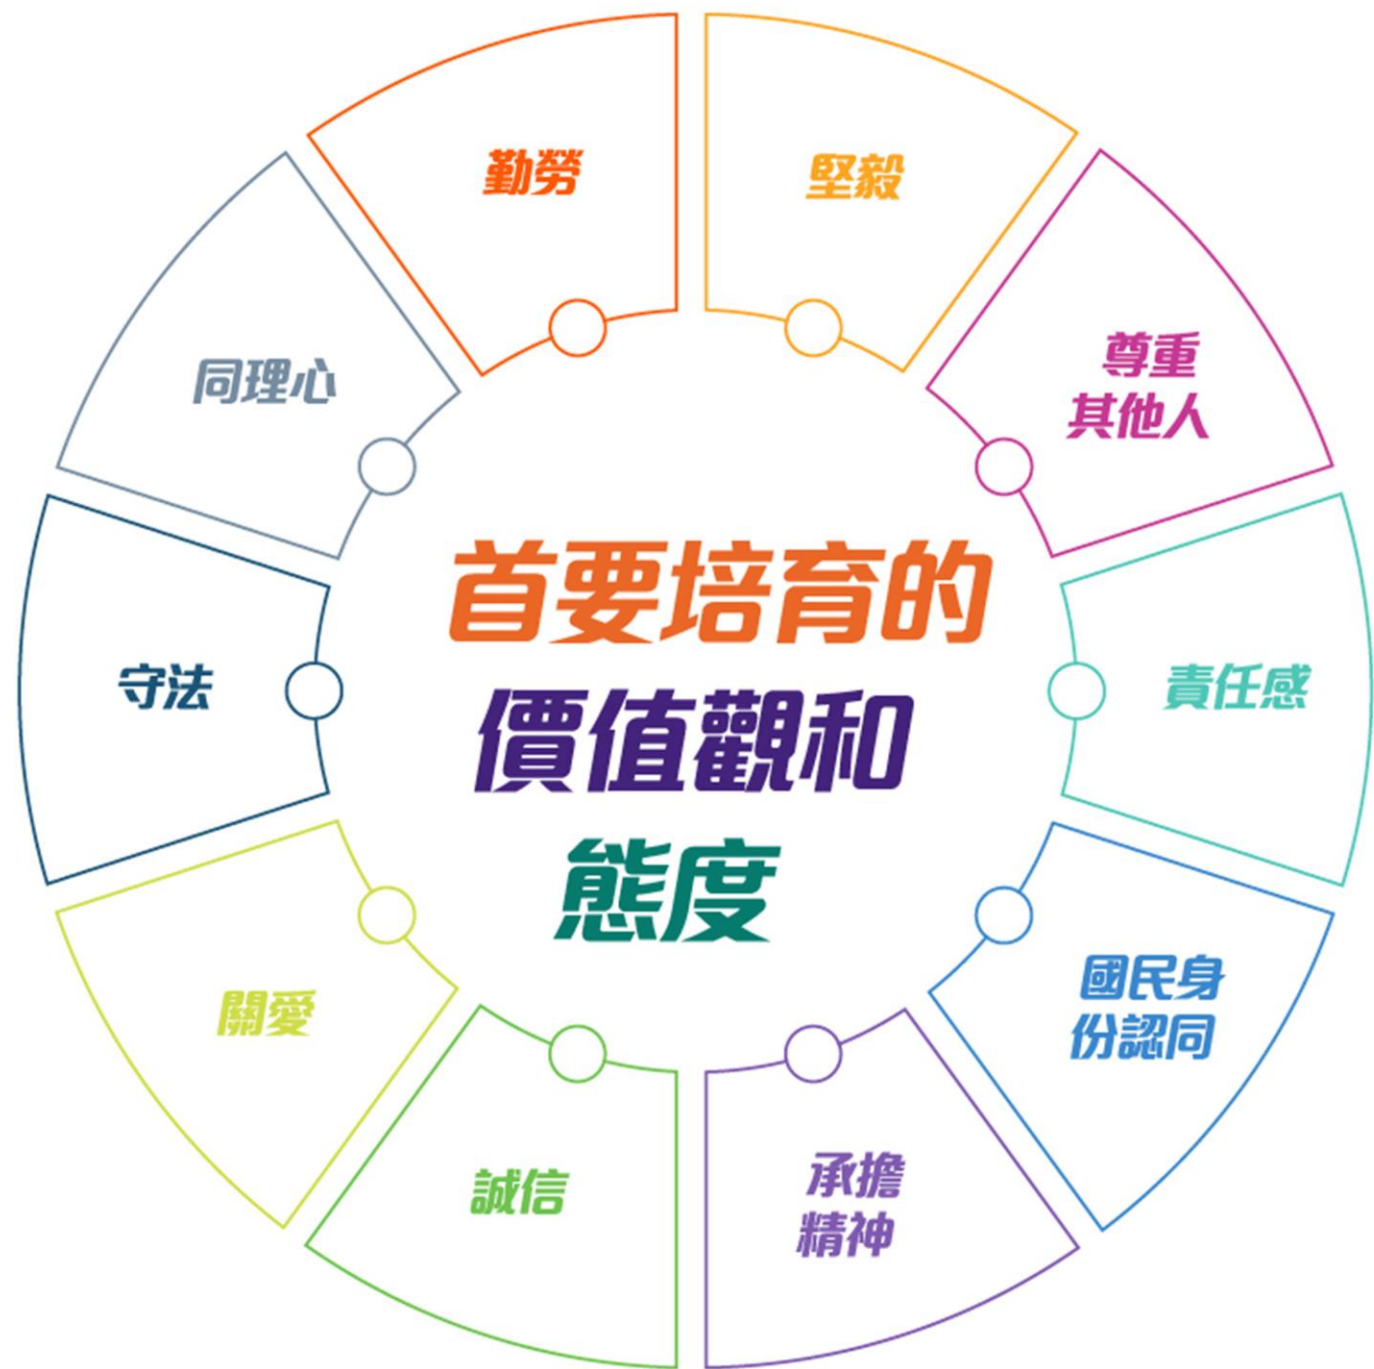 勤勞
堅毅
同理心
尊重
其他人
首要培育的
價值觀和
態度
守法
責任感
關愛
國民身
份認同
誠信
承擔
精神